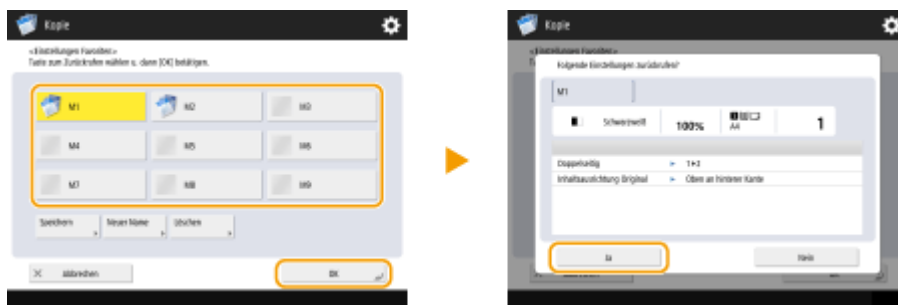 Kopie
<Einstellungen Favoriten>
Taste zum Zurückrufen wählen u. dann [OK] betätigen.
M1
M2
M3
M4
M5
M6
M7
M8
M9
Speichern
Neuer Name
Löschen
Abbrechen
OK
Kopie
<Einstellungen Favoriten>
Folgende Einstellungen zurückrufen?
M1
Schwarzweiß
100%
A4
1
Doppelseitig
Inhaltsausrichtung Original
Oben an hinterer Kante
Ja
Nein